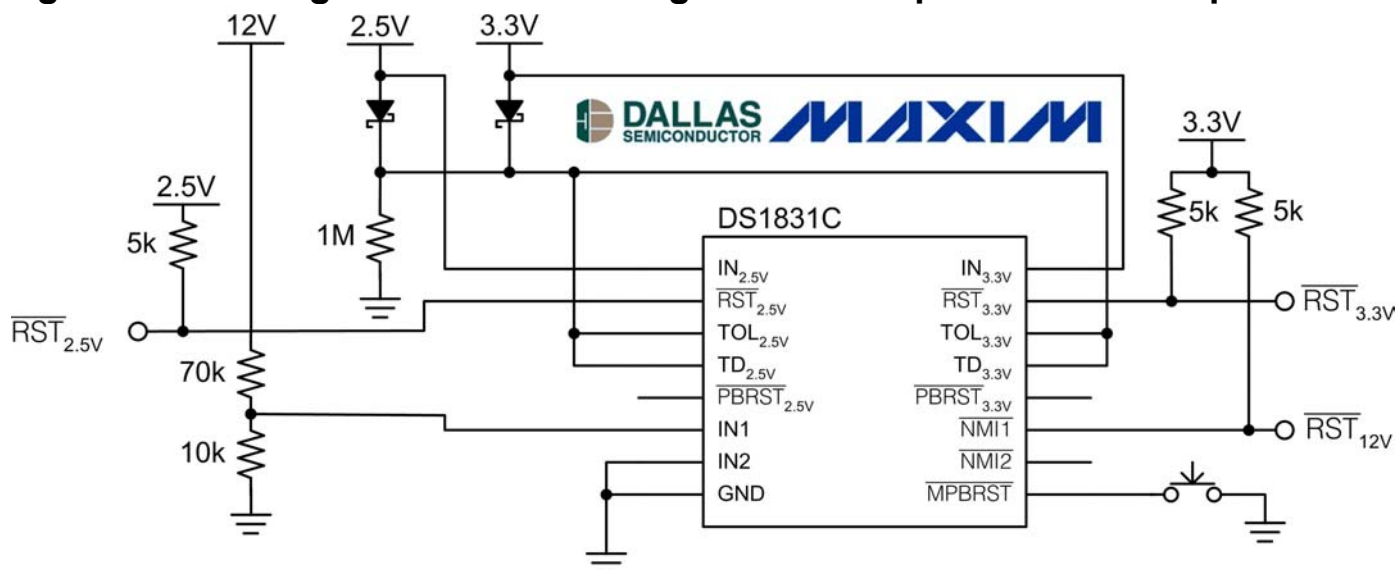 12V
2.5V
3.3V
DALLAS
SEMICONDUCTOR
MAXIM
3.3V
2.5V
5k
1M
5k
5k
DS1831C
IN2.5V
IN3.3V
RST2.5V
RST3.3V
RST3.3V
RST2.5V
TOL2.5V
TOL3.3V
70k
TD2.5V
TD3.3V
PBRST2.5V
PBRST3.3V
IN1
NMI1
RST12V
10k
IN2
NMI2
GND
MPBRST